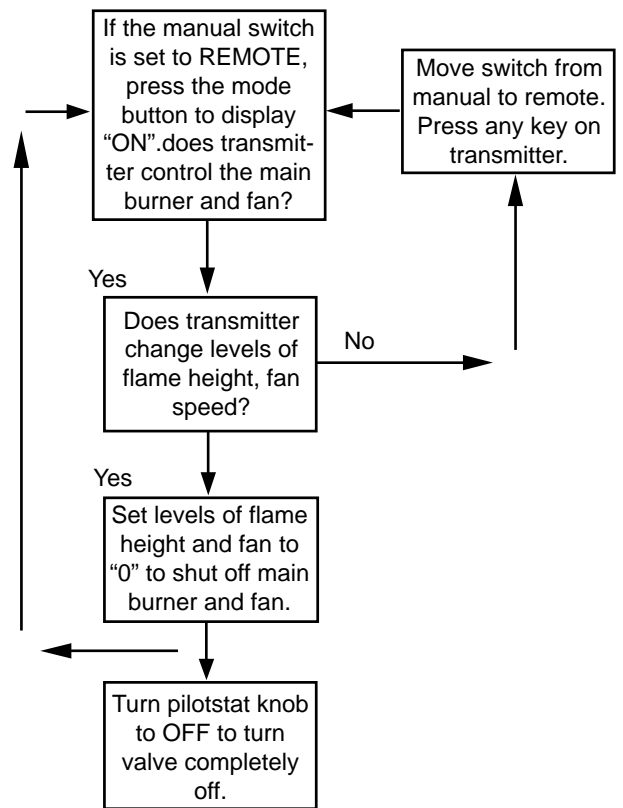 If the manual switch
is set to REMOTE,
press the mode
button to display
“ON”.does transmit-
ter control the main
burner and fan?
Move switch from
manual to remote.
Press any key on
transmitter.
Yes
Does transmitter
change levels of
flame height, fan
speed?
No
Yes
Set levels of flame
height and fan to
“0” to shut off main
burner and fan.
Turn pilotstat knob
to OFF to turn
valve completely
off.